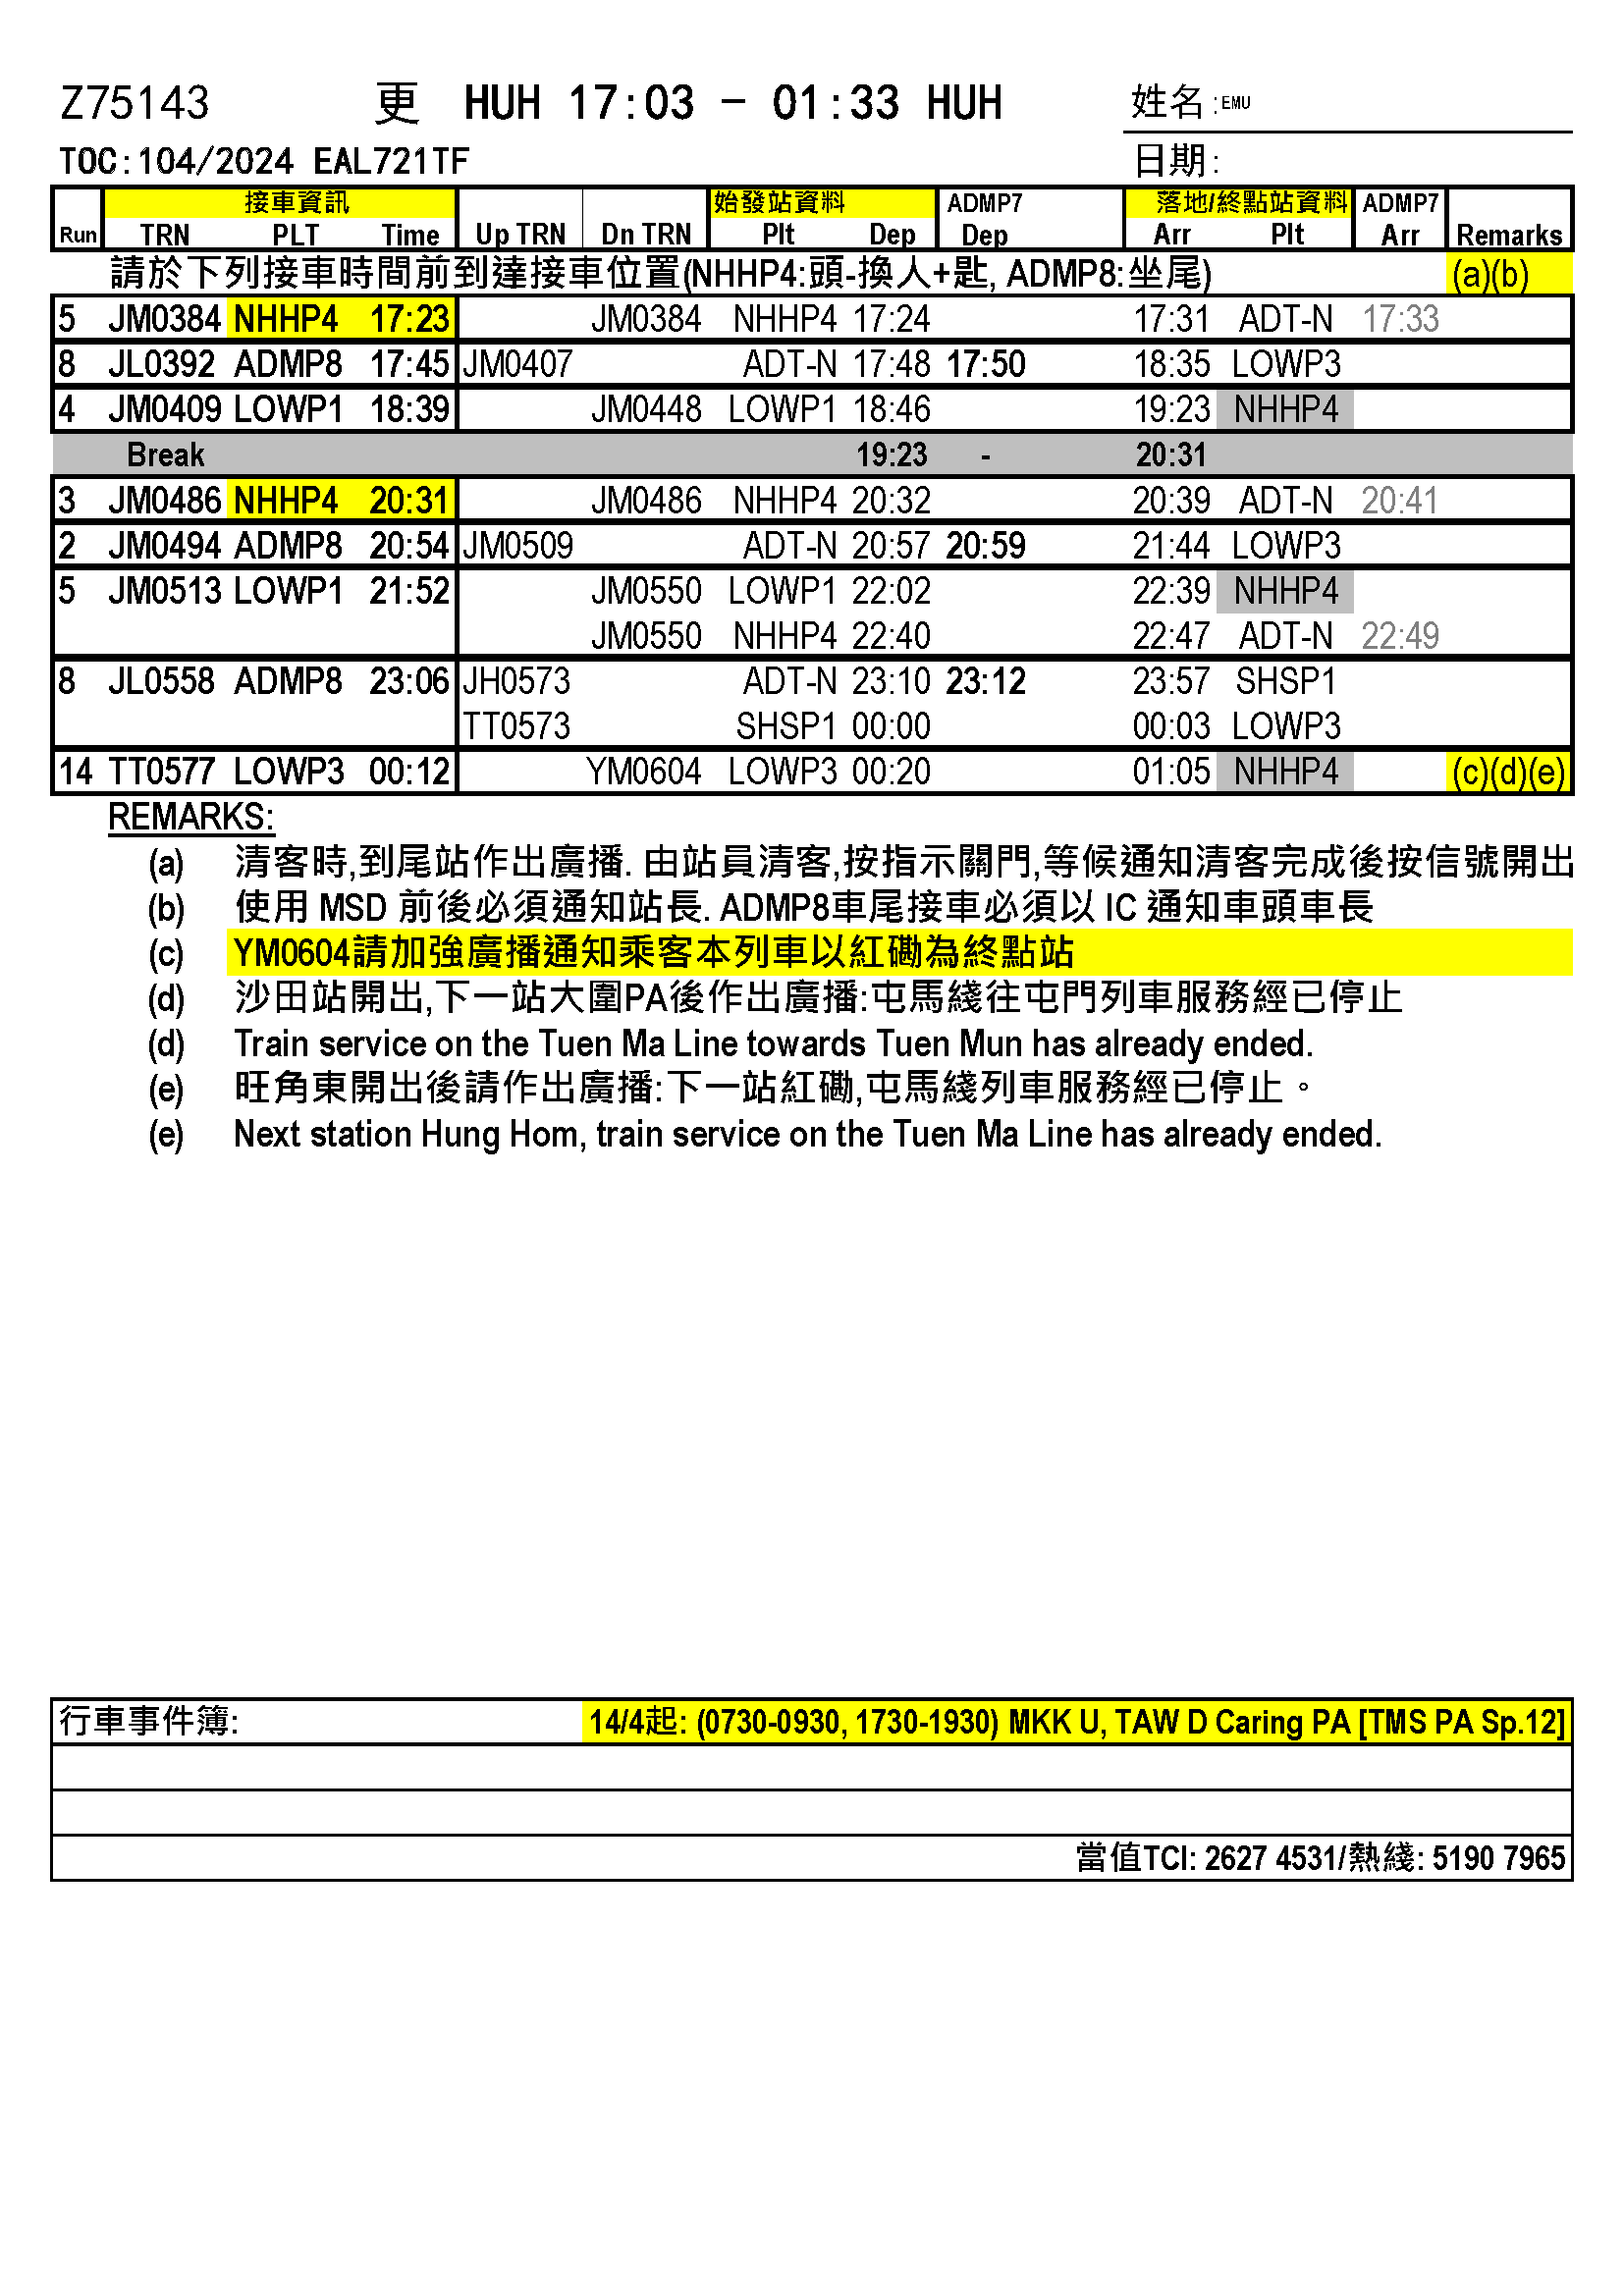 Z75143 更 HUH 17:03 – 01:33 HUH 姓名:EMU
TOC:104/2024 EAL721TF 日期:
接車資訊 始發站資料 ADMP7 落地/終點站資料 ADMP7
Run TRN PLT Time Up TRN Dn TRN Plt Dep Dep Arr Plt Arr Remarks
請於下列接車時間前到達接車位置(NHHP4:頭-換人+匙, ADMP8:坐尾) (a)(b)
5 JM0384 NHHP4 17:23 JM0384 NHHP4 17:24 17:31 ADT-N 17:33
8 JL0392 ADMP8 17:45 JM0407 ADT-N 17:48 17:50 18:35 LOWP3
4 JM0409 LOWP1 18:39 JM0448 LOWP1 18:46 19:23 NHHP4
Break 19:23 - 20:31
3 JM0486 NHHP4 20:31 JM0486 NHHP4 20:32 20:39 ADT-N 20:41
2 JM0494 ADMP8 20:54 JM0509 ADT-N 20:57 20:59 21:44 LOWP3
5 JM0513 LOWP1 21:52 JM0550 LOWP1 22:02 22:39 NHHP4
JM0550 NHHP4 22:40 22:47 ADT-N 22:49
8 JL0558 ADMP8 23:06 JH0573 ADT-N 23:10 23:12 23:57 SHSP1
TT0573 SHSP1 00:00 00:03 LOWP3
14 TT0577 LOWP3 00:12 YM0604 LOWP3 00:20 01:05 NHHP4 (c)(d)(e)
REMARKS:
(a) 清客時,到尾站作出廣播. 由站員清客,按指示關門,等候通知清客完成後按信號開出
(b) 使用 MSD 前後必須通知站長. ADMP8車尾接車必須以 IC 通知車頭車長
(c) YM0604請加強廣播通知乘客本列車以紅磡為終點站
(d) 沙田站開出,下一站大圍PA後作出廣播:屯馬綫往屯門列車服務經已停止
(d) Train service on the Tuen Ma Line towards Tuen Mun has already ended.
(e) 旺角東開出後請作出廣播:下一站紅磡,屯馬綫列車服務經已停止。
(e) Next station Hung Hom, train service on the Tuen Ma Line has already ended.
行車事件簿: 14/4起: (0730-0930, 1730-1930) MKK U, TAW D Caring PA [TMS PA Sp.12]
當值TCI: 2627 4531/熱綫: 5190 7965